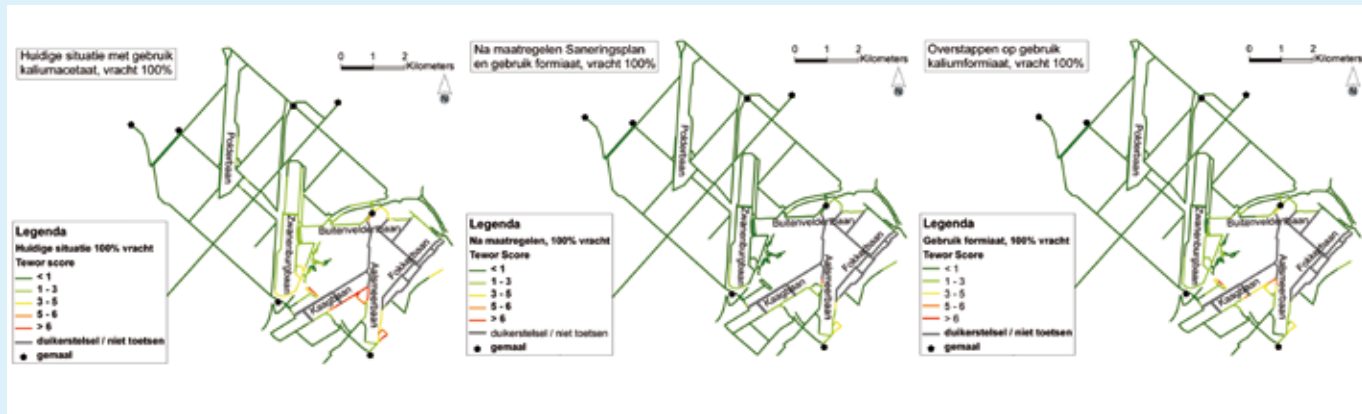 Huidige situatie met gebruik
kaliumacetaat, vracht 100%
0 1 2
Kilometers
N
Polderbaan
Zwanenburgbaan
Buitenveldertbaan
Kaagbaan
Aalsmeerbaan
Fokkerbaan
Legenda
Huidige situatie 100% vracht
Tewor score
< 1
1 - 3
3 - 5
5 - 6
> 6
duikerstelsel / niet toetsen
gemaal
Na maatregelen Saneringsplan
en gebruik formiaat, vracht 100%
0 1 2
Kilometers
N
Polderbaan
Zwanenburgbaan
Buitenveldertbaan
Kaagbaan
Aalsmeerbaan
Fokkerbaan
Legenda
Na maatregelen, 100% vracht
Tewor Score
< 1
1 - 3
3 - 5
5 - 6
> 6
duikerstelsel / niet toetsen
gemaal
Overstappen op gebruik
kaliumformiaat, vracht 100%
0 1 2
Kilometers
N
Polderbaan
Zwanenburgbaan
Buitenveldertbaan
Kaagbaan
Aalsmeerbaan
Fokkerbaan
Legenda
Gebruik formiaat, 100% vracht
Tewor Score
< 1
1 - 3
3 - 5
5 - 6
> 6
duikerstelsel / niet toetsen
gemaal